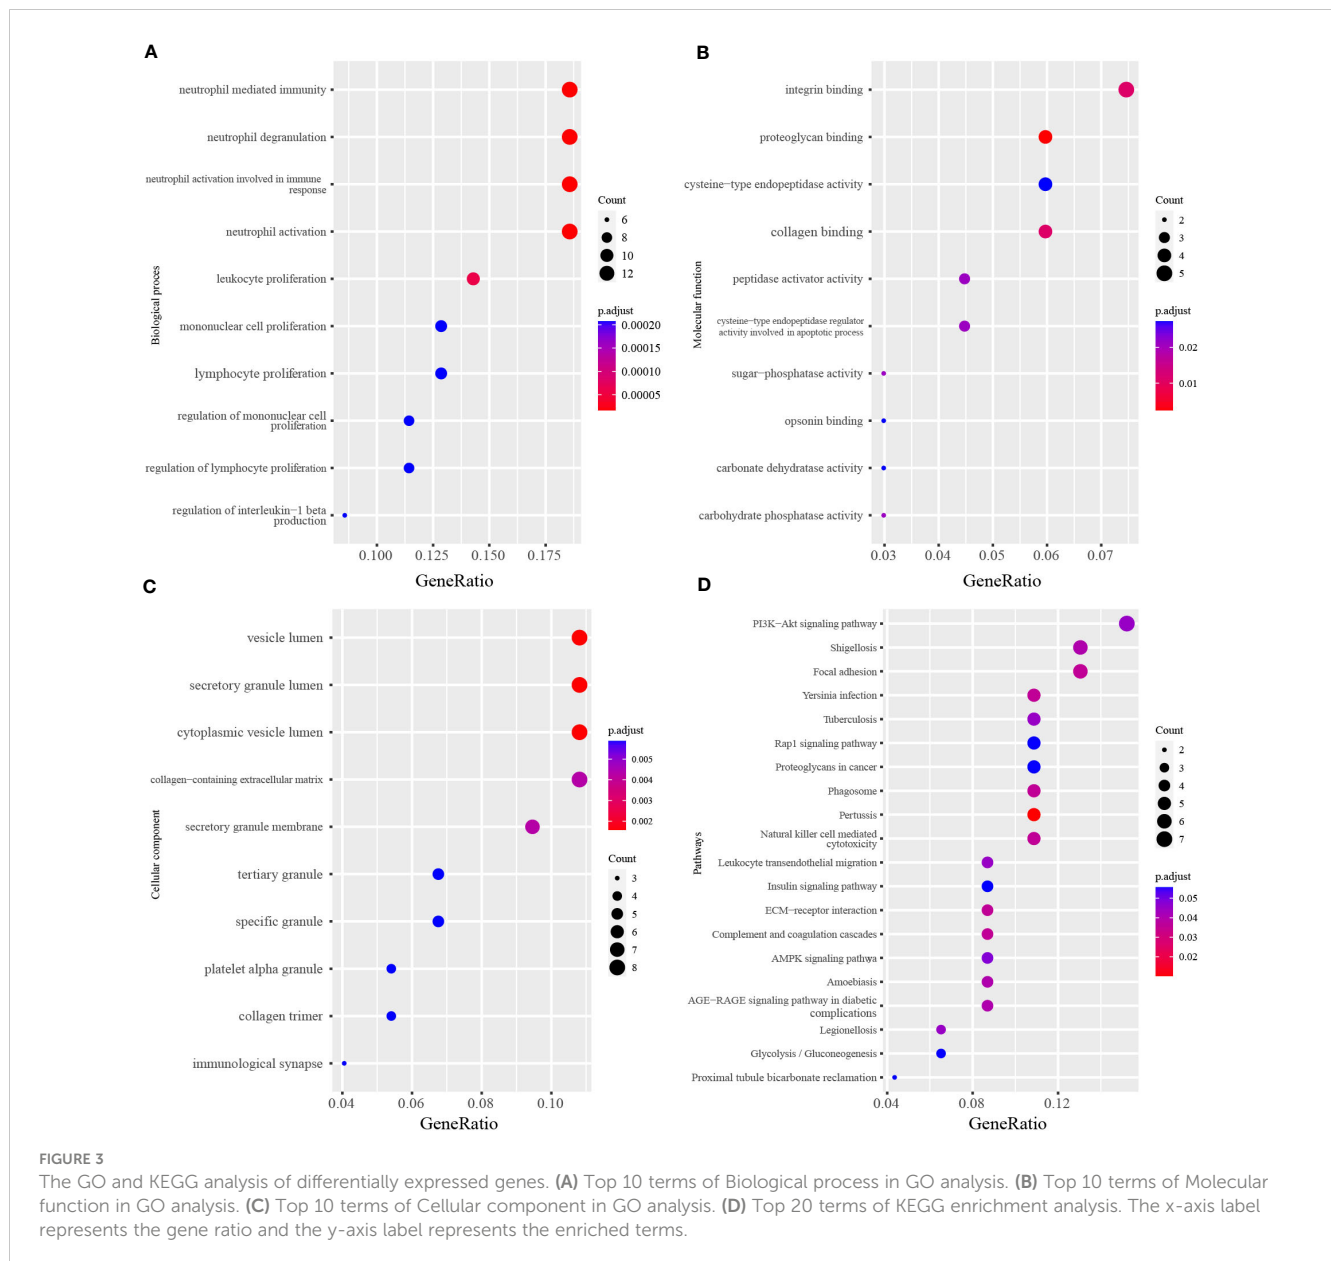 A
neutrophil mediated immunity
neutrophil degranulation
neutrophil activation involved in immune
response
neutrophil activation
leukocyte proliferation
mononuclear cell proliferation
lymphocyte proliferation
regulation of mononuclear cell
proliferation
regulation of lymphocyte proliferation
regulation of interleukin−1 beta
production
Biological proces
0.100 0.125 0.150 0.175
GeneRatio
Count
6
8
10
12
p.adjust
0.00020
0.00015
0.00010
0.00005
B
integrin binding
proteoglycan binding
cysteine−type endopeptidase activity
collagen binding
peptidase activator activity
cysteine−type endopeptidase regulator
activity involved in apoptotic process
sugar−phosphatase activity
opsonin binding
carbonate dehydratase activity
carbohydrate phosphatase activity
Molecular function
0.03 0.04 0.05 0.06 0.07
GeneRatio
Count
2
3
4
5
p.adjust
0.02
0.01
C
vesicle lumen
secretory granule lumen
cytoplasmic vesicle lumen
collagen−containing extracellular matrix
secretory granule membrane
tertiary granule
specific granule
platelet alpha granule
collagen trimer
immunological synapse
Cellular component
0.04 0.06 0.08 0.10
GeneRatio
p.adjust
0.005
0.004
0.003
0.002
Count
3
4
5
6
7
8
D
PI3K−Akt signaling pathway
Shigellosis
Focal adhesion
Yersinia infection
Tuberculosis
Rap1 signaling pathway
Proteoglycans in cancer
Phagosome
Pertussis
Natural killer cell mediated
cytotoxicity
Leukocyte transendothelial migration
Insulin signaling pathway
ECM−receptor interaction
Complement and coagulation cascades
AMPK signaling pathwa
Amoebiasis
AGE−RAGE signaling pathway in diabetic
complications
Legionellosis
Glycolysis / Gluconeogenesis
Proximal tubule bicarbonate reclamation
Pathways
0.04 0.08 0.12
GeneRatio
Count
2
3
4
5
6
7
p.adjust
0.05
0.04
0.03
0.02
FIGURE 3
The GO and KEGG analysis of differentially expressed genes. (A) Top 10 terms of Biological process in GO analysis. (B) Top 10 terms of Molecular
function in GO analysis. (C) Top 10 terms of Cellular component in GO analysis. (D) Top 20 terms of KEGG enrichment analysis. The x-axis label
represents the gene ratio and the y-axis label represents the enriched terms.